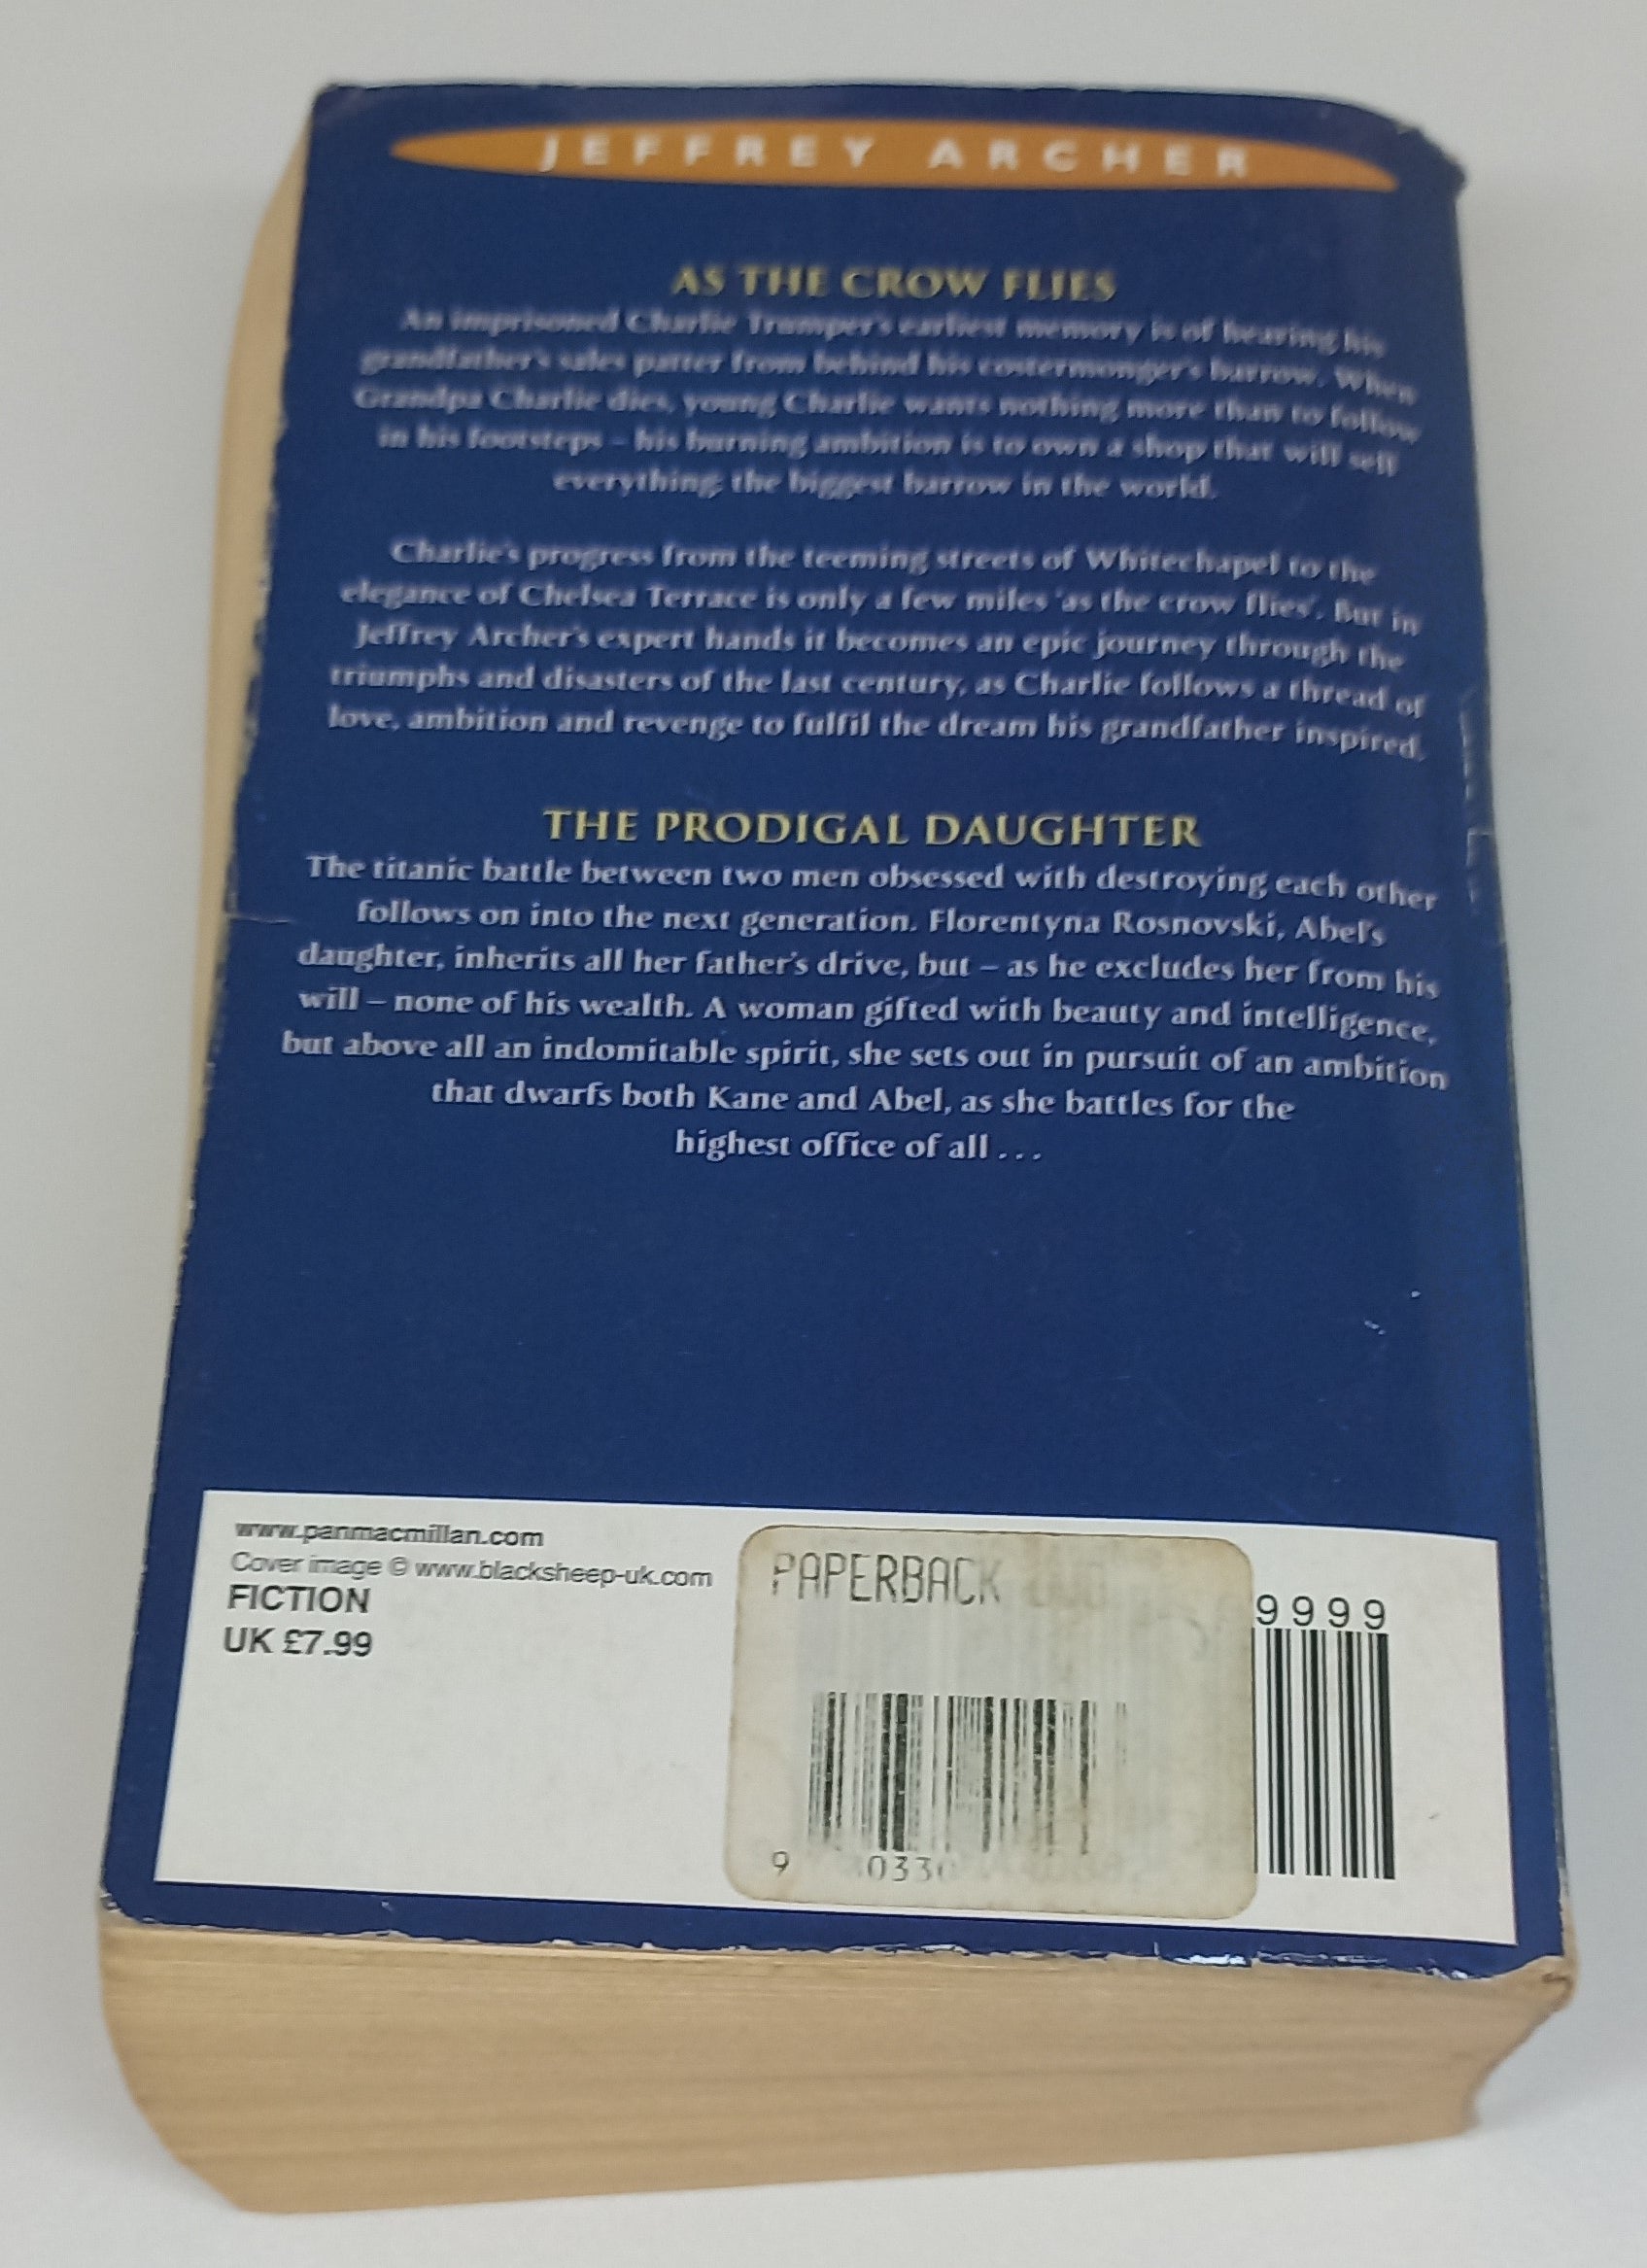 JEFFREY ARCHER
AS THE CROW FLIES
An imprisoned Charlie Trumper's earliest memory is of hearing his
grandfather's sales patter from behind his costermonger's barrow. When
Grandpa Charlie dies, young Charlie wants nothing more than to follow
in his footsteps – his burning ambition is to own a shop that will sell
everything, the biggest barrow in the world.
Charlie's progress from the teeming streets of Whitechapel to the
elegance of Chelsea Terrace is only a few miles 'as the crow flies'. But in
Jeffrey Archer's expert hands it becomes an epic journey through the
triumphs and disasters of the last century, as Charlie follows a thread of
love, ambition and revenge to fulfil the dream his grandfather inspired.
THE PRODIGAL DAUGHTER
The titanic battle between two men obsessed with destroying each other
follows on into the next generation. Florentyna Rosnovski, Abel's
daughter, inherits all her father's drive, but – as he excludes her from his
will – none of his wealth. A woman gifted with beauty and intelligence,
but above all an indomitable spirit, she sets out in pursuit of an ambition
that dwarfs both Kane and Abel, as she battles for the
highest office of all . . .
www.panmacmillan.com
Cover image © www.blacksheep-uk.com
FICTION
UK £7.99
PAPERBACK
9999
9